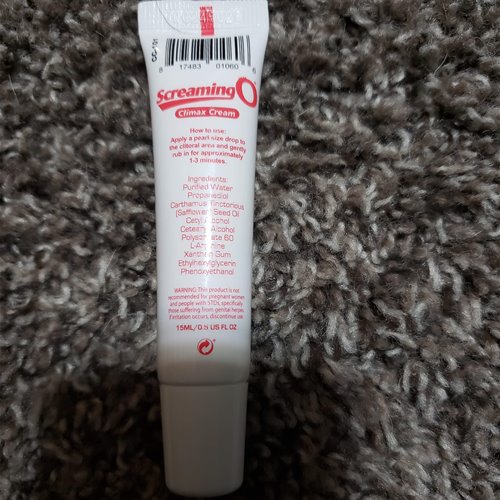 SC-101
8 17483 01060 6
Screaming O
Climax Cream
How to use:
Apply a pearl size drop to
the clitoral area and gently
rub in for approximately
1-3 minutes.
Ingredients:
Purified Water
Propanediol
Carthamus Tinctorious
(Safflower) Seed Oil
Cetyl Alcohol
Cetearyl Alcohol
Polysorbate 60
L-Arginine
Xanthan Gum
Ethylhexylglycerin
Phenoxyethanol
WARNING: This product is not
recommended for pregnant women
and people with STDs, specifically
those suffering from genital herpes.
If irritation occurs, discontinue use.
15ML/0.5 US FL OZ